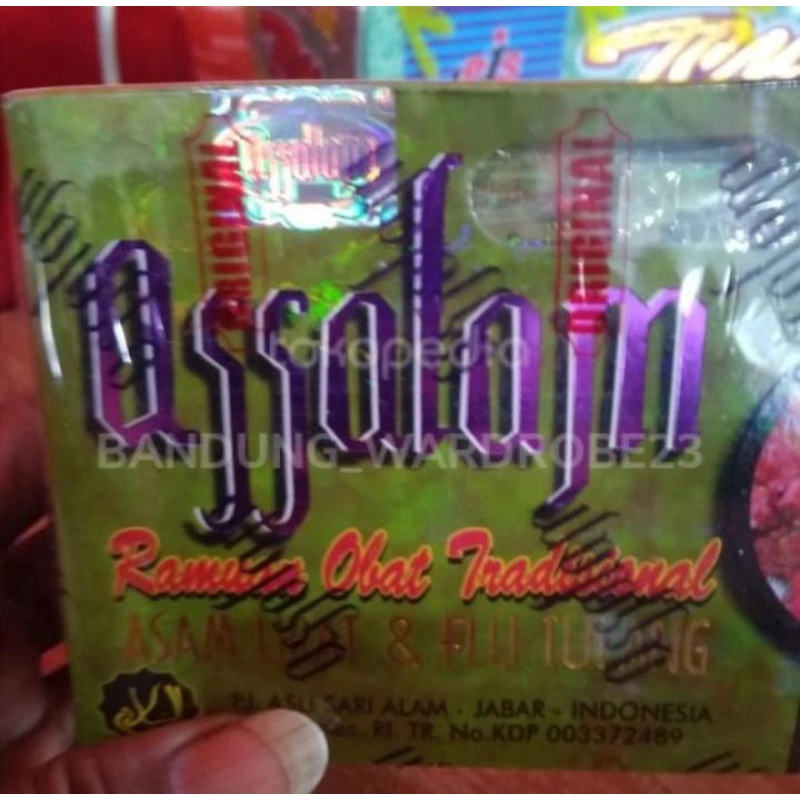 assalam
ORIGINAL
assalam
ORIGINAL
tokopedia
BANDUNG_WARDROBE23
Ramuan Obat Tradisional
ASAM URAT & FLU TULANG
PJ. ASLI SARI ALAM - JABAR - INDONESIA
RI. TR. No.KDP 003372489